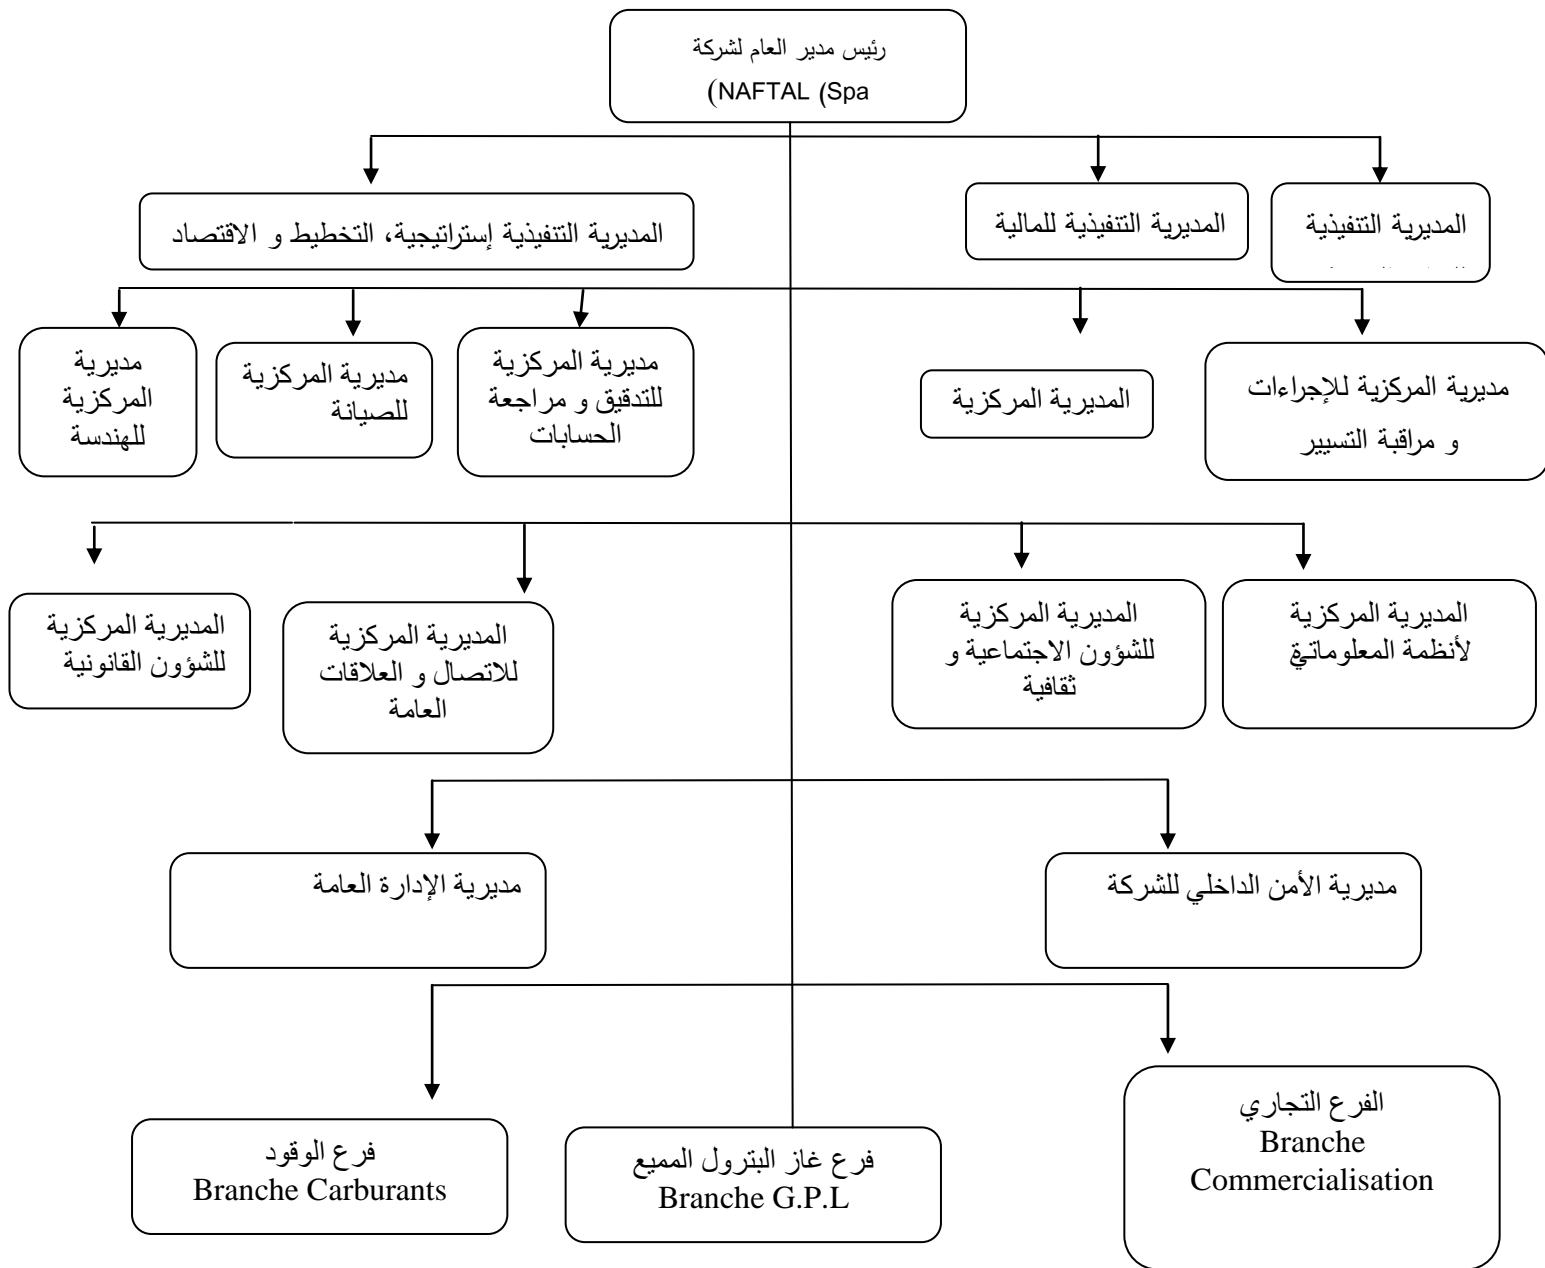 رئيس مدير العام لشركة
(NAFTAL (Spa
المديرية التنفيذية
المديرية التنفيذية للمالية
المديرية التنفيذية إستراتيجية، التخطيط و الاقتصاد
مديرية المركزية للإجراءات
و مراقبة التسيير
المديرية المركزية
مديرية المركزية
للتدقيق و مراجعة
الحسابات
مديرية المركزية
للصيانة
مديرية
المركزية
للهندسة
المديرية المركزية
لأنظمة المعلوماتية
المديرية المركزية
للشؤون الاجتماعية و
ثقافية
المديرية المركزية
للاتصال و العلاقات
العامة
المديرية المركزية
للشؤون القانونية
مديرية الأمن الداخلي للشركة
مديرية الإدارة العامة
الفرع التجاري
Branche
Commercialisation
فرع غاز البترول المميع
Branche G.P.L
فرع الوقود
Branche Carburants